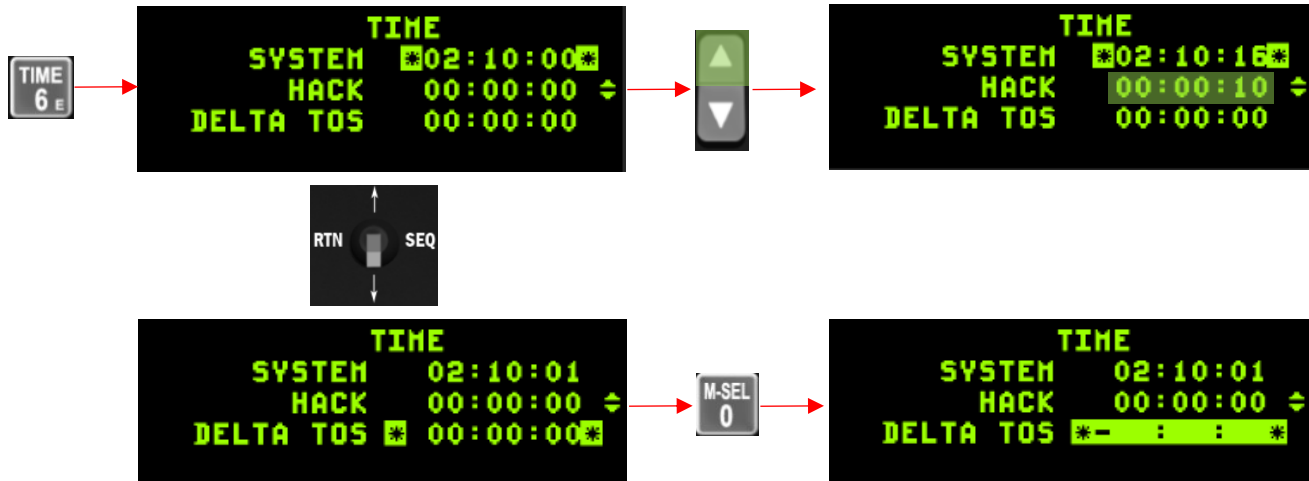 TIME
6 E
TIME
SYSTEM *02:10:00*
HACK 00:00:00
DELTA TOS 00:00:00
TIME
SYSTEM *02:10:16*
HACK 00:00:10
DELTA TOS 00:00:00
RTN SEQ
TIME
SYSTEM 02:10:01
HACK 00:00:00
DELTA TOS * 00:00:00*
M-SEL
0
TIME
SYSTEM 02:10:01
HACK 00:00:00
DELTA TOS *- : : *